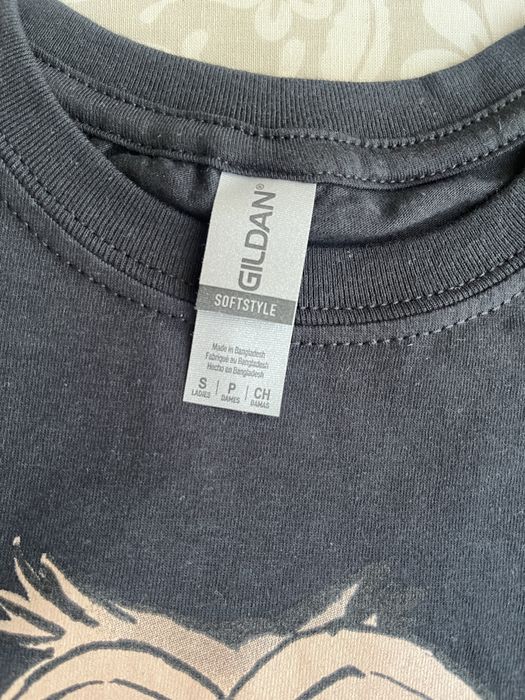 GILDAN®
SOFTSTYLE
Made in Bangladesh
Fabriqué au Bangladesh
Hecho en Bangladesh
S | P | CH
LADIES DAMES DAMAS